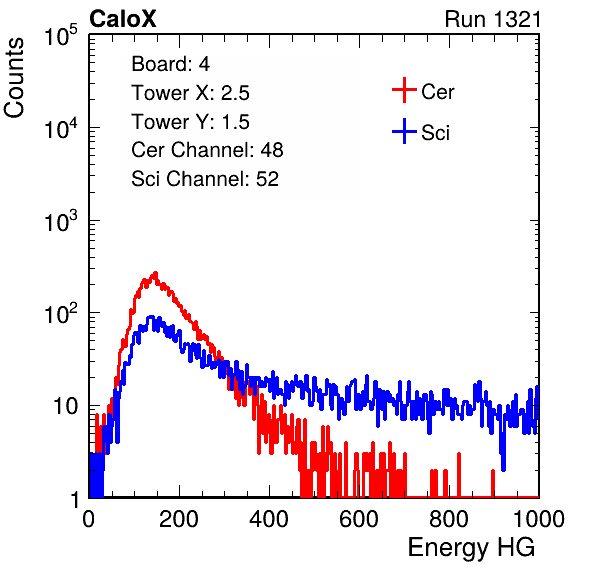 CaloX Run 1321
Counts
10^5
10^4
10^3
10^2
10
1
Board: 4
Tower X: 2.5
Tower Y: 1.5
Cer Channel: 48
Sci Channel: 52
Cer
Sci
0 200 400 600 800 1000
Energy HG